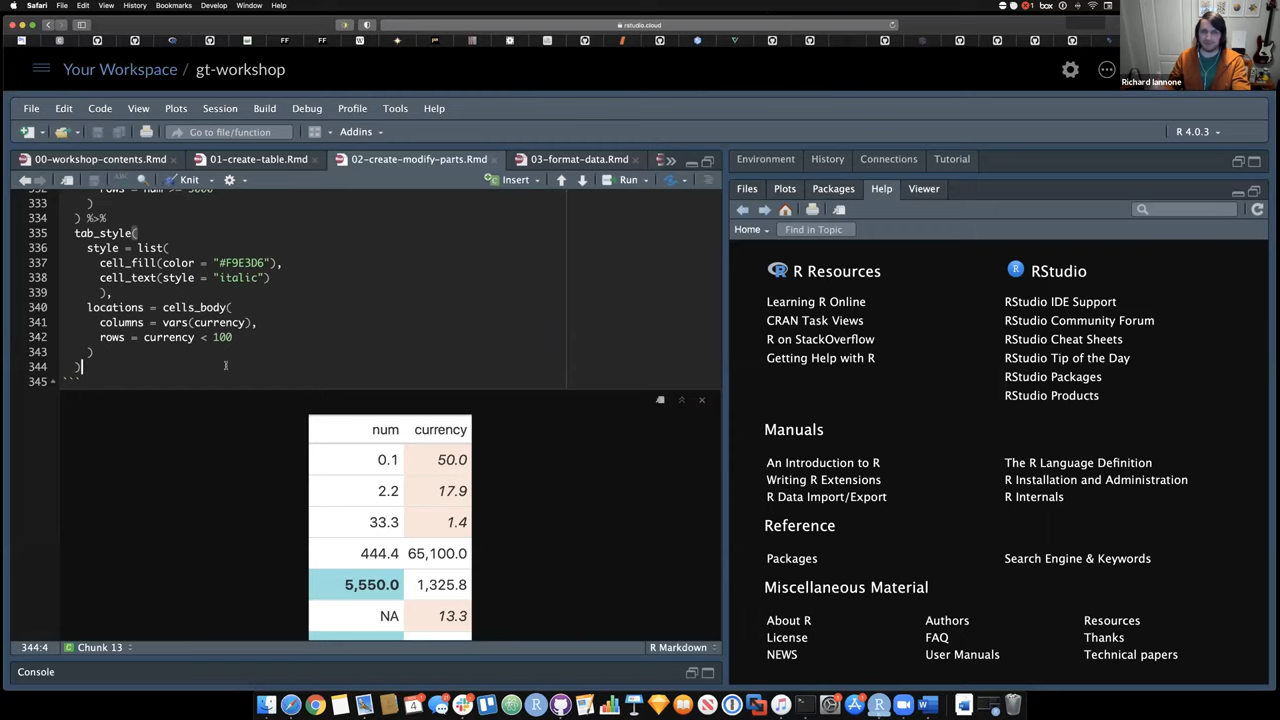 Safari File Edit View History Bookmarks Develop Window Help
1 box
rstudio.cloud
FF FF W
Richard Iannone
Your Workspace / gt-workshop
File Edit Code View Plots Session Build Debug Profile Tools Help
Go to file/function Addins R 4.0.3
00-workshop-contents.Rmd 01-create-table.Rmd 02-create-modify-parts.Rmd 03-format-data.Rmd
Environment History Connections Tutorial
Knit Insert Run
Files Plots Packages Help Viewer
333 )
334 ) %>%
335 tab_style(
336 style = list(
337 cell_fill(color = "#F9E3D6"),
338 cell_text(style = "italic")
339 ),
340 locations = cells_body(
341 columns = vars(currency),
342 rows = currency < 100
343 )
344 )
345 ```
num currency
0.1 50.0
2.2 17.9
33.3 1.4
444.4 65,100.0
5,550.0 1,325.8
NA 13.3
344:4 Chunk 13 R Markdown
Console
Home Find in Topic
R Resources
Learning R Online
CRAN Task Views
R on StackOverflow
Getting Help with R
RStudio
RStudio IDE Support
RStudio Community Forum
RStudio Cheat Sheets
RStudio Tip of the Day
RStudio Packages
RStudio Products
Manuals
An Introduction to R
Writing R Extensions
R Data Import/Export
The R Language Definition
R Installation and Administration
R Internals
Reference
Packages
Search Engine & Keywords
Miscellaneous Material
About R
License
NEWS
Authors
FAQ
User Manuals
Resources
Thanks
Technical papers